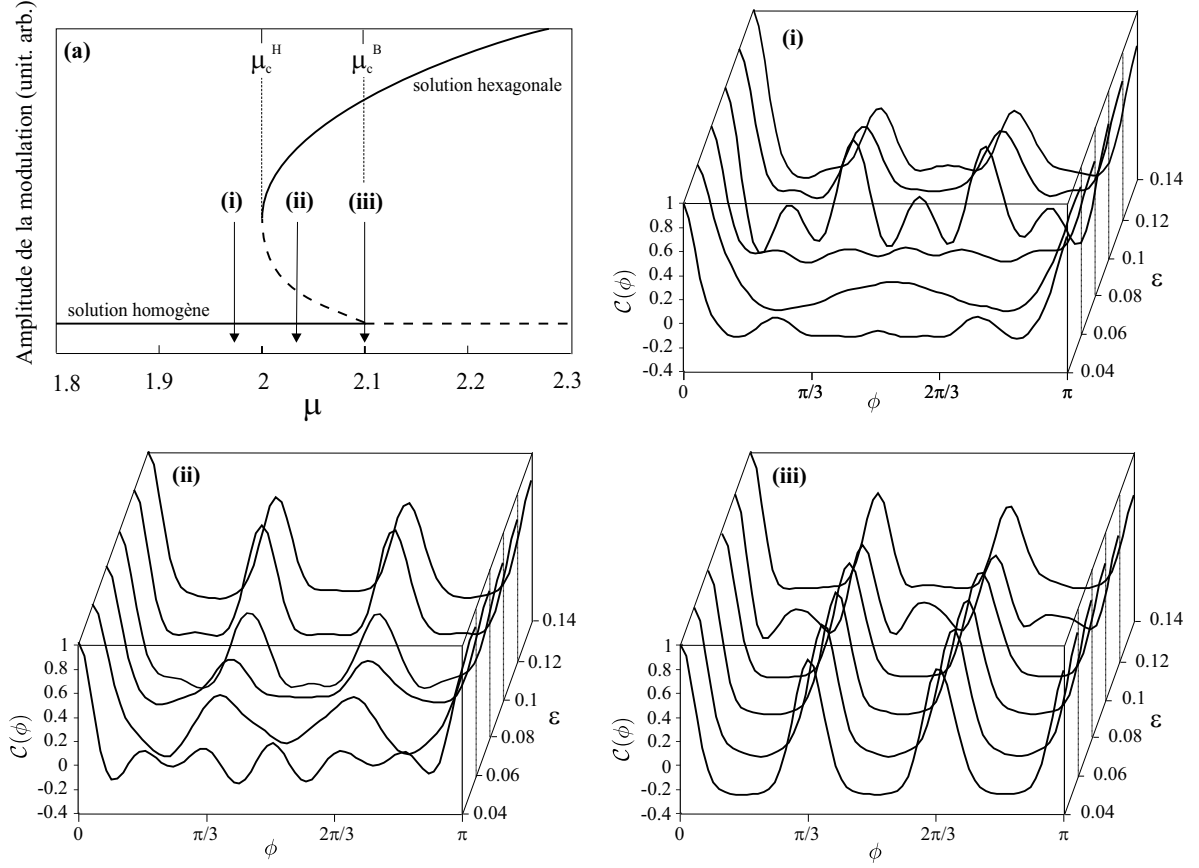 (a)
Amplitude de la modulation (unit. arb.)
μcH
μcB
solution hexagonale
(i)
(ii)
(iii)
solution homogène
1.8
1.9
2
2.1
2.2
2.3
μ
(i)
1
0.8
0.6
0.4
0.2
0
-0.2
-0.4
C(ϕ)
0
π/3
2π/3
π
ϕ
0.04
0.06
0.08
0.1
0.12
0.14
ε
(ii)
1
0.8
0.6
0.4
0.2
0
-0.2
-0.4
C(ϕ)
0
π/3
2π/3
π
ϕ
0.04
0.06
0.08
0.1
0.12
0.14
ε
(iii)
1
0.8
0.6
0.4
0.2
0
-0.2
-0.4
C(ϕ)
0
π/3
2π/3
π
ϕ
0.04
0.06
0.08
0.1
0.12
0.14
ε